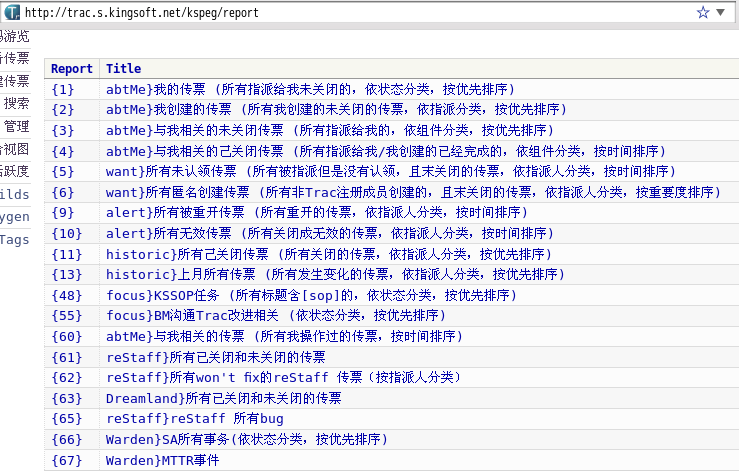 http://trac.s.kingsoft.net/kspeg/report
游览
传票
传票
搜索
管理
视图
跃度
ilds
ygen
Tags
Report Title
{1} abtMe}我的传票 (所有指派给我未关闭的，依状态分类，按优先排序)
{2} abtMe}我创建的传票 (所有我创建的未关闭的传票，依指派分类，按优先排序)
{3} abtMe}与我相关的未关闭传票 (所有指派给我的，依组件分类，按优先排序)
{4} abtMe}与我相关的己关闭传票 (所有指派给我/我创建的已经完成的，依组件分类，按时间排序)
{5} want}所有未认领传票 (所有被指派但是没有认领，且末关闭的传票，依指派人分类，按时间排序)
{6} want}所有匿名创建传票 (所有非Trac注册成员创建的，且末关闭的传票，依指派人分类，按重要度排序)
{9} alert}所有被重开传票 (所有重开的传票，依指派人分类，按时间排序)
{10} alert}所有无效传票 (所有关闭成无效的传票，依指派人分类，按时间排序)
{11} historic}所有己关闭传票 (所有关闭的传票，依指派人分类，按优先排序)
{13} historic}上月所有传票 (所有发生变化的传票，依指派人分类，按优先排序)
{48} focus}KSSOP任务 (所有标题含[sop]的，依状态分类，按优先排序)
{55} focus}BM沟通Trac改进相关 (依状态分类，按优先排序)
{60} abtMe}与我相关的传票 (所有我操作过的传票，按时间排序)
{61} reStaff}所有已关闭和未关闭的传票
{62} reStaff}所有won't fix的reStaff 传票（按指派人分类）
{63} Dreamland}所有已关闭和未关闭的传票
{65} reStaff}reStaff 所有bug
{66} Warden}SA所有事务(依状态分类，按优先排序)
{67} Warden}MTTR事件